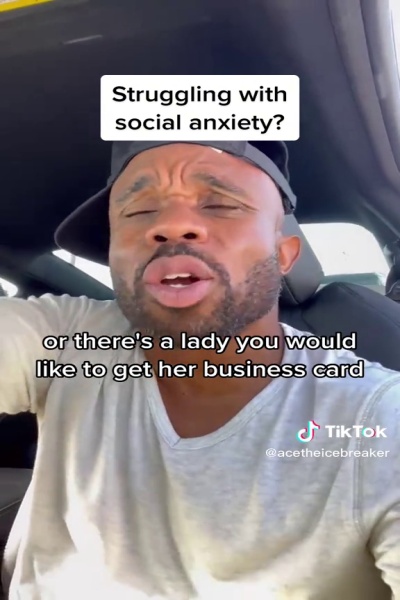 Struggling with
social anxiety?
or there's a lady you would
like to get her business card
TikTok
@acetheicebreaker